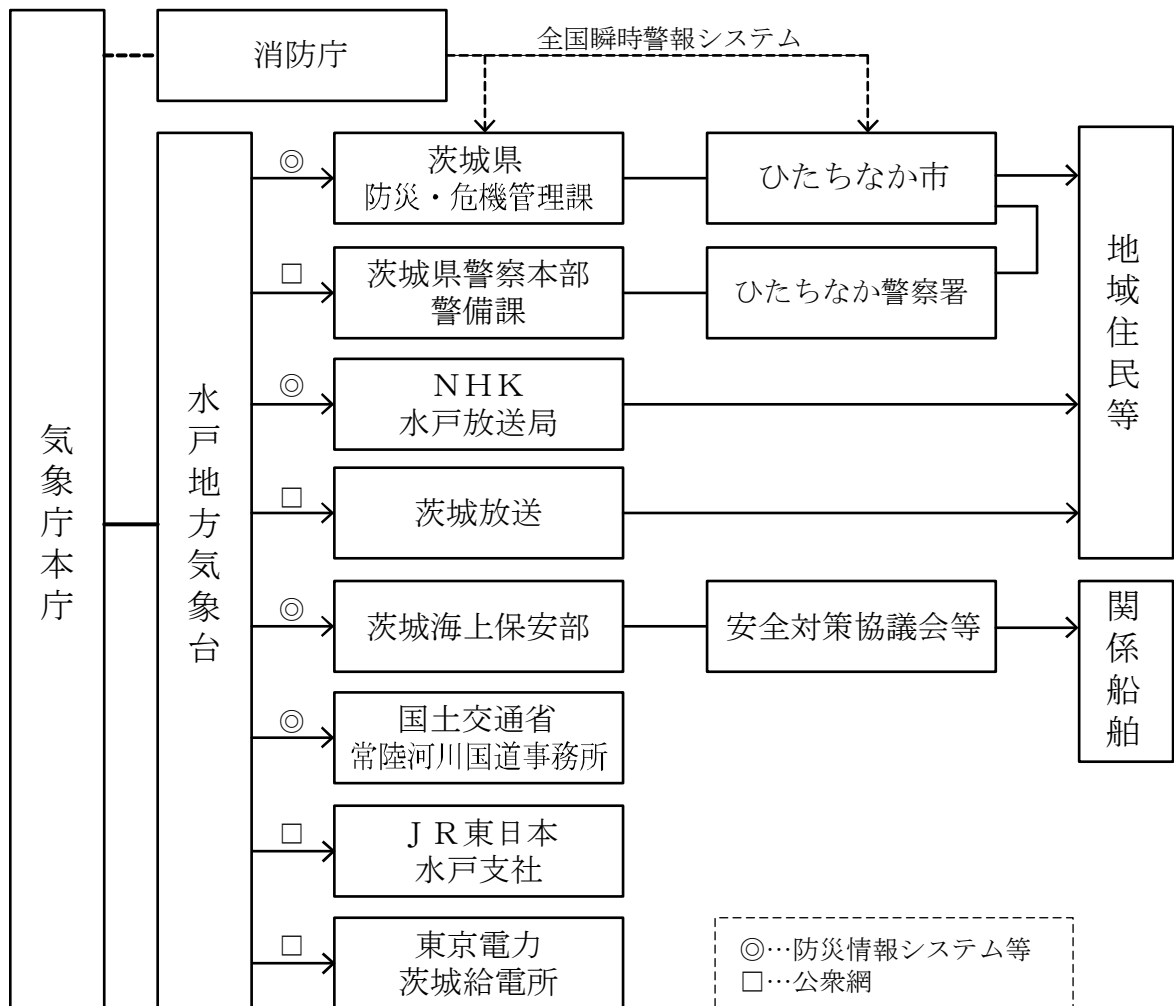 消防庁
全国瞬時警報システム
気象庁本庁
水戸地方気象台
◎
茨城県
防災・危機管理課
ひたちなか市
地域住民等
□
茨城県警察本部
警備課
ひたちなか警察署
◎
ＮＨＫ
水戸放送局
□
茨城放送
◎
茨城海上保安部
安全対策協議会等
関係船舶
◎
国土交通省
常陸河川国道事務所
□
ＪＲ東日本
水戸支社
□
東京電力
茨城給電所
◎…防災情報システム等
□…公衆網